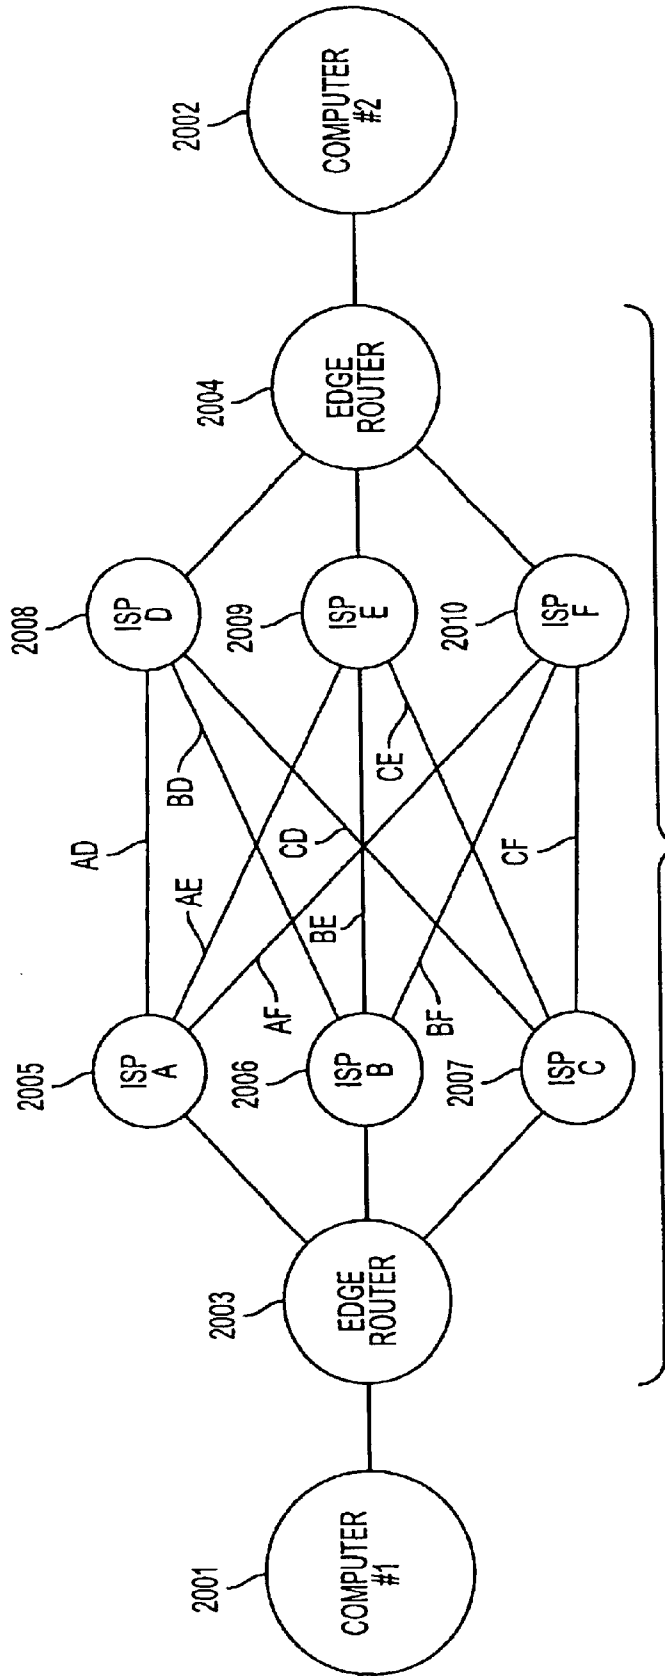 2001
COMPUTER
#1
2003
EDGE
ROUTER
2005
ISP
A
2006
ISP
B
2007
ISP
C
AD
AE
BD
AF
BE
CD
BF
CE
CF
2008
ISP
D
2009
ISP
E
2010
ISP
F
2004
EDGE
ROUTER
2002
COMPUTER
#2